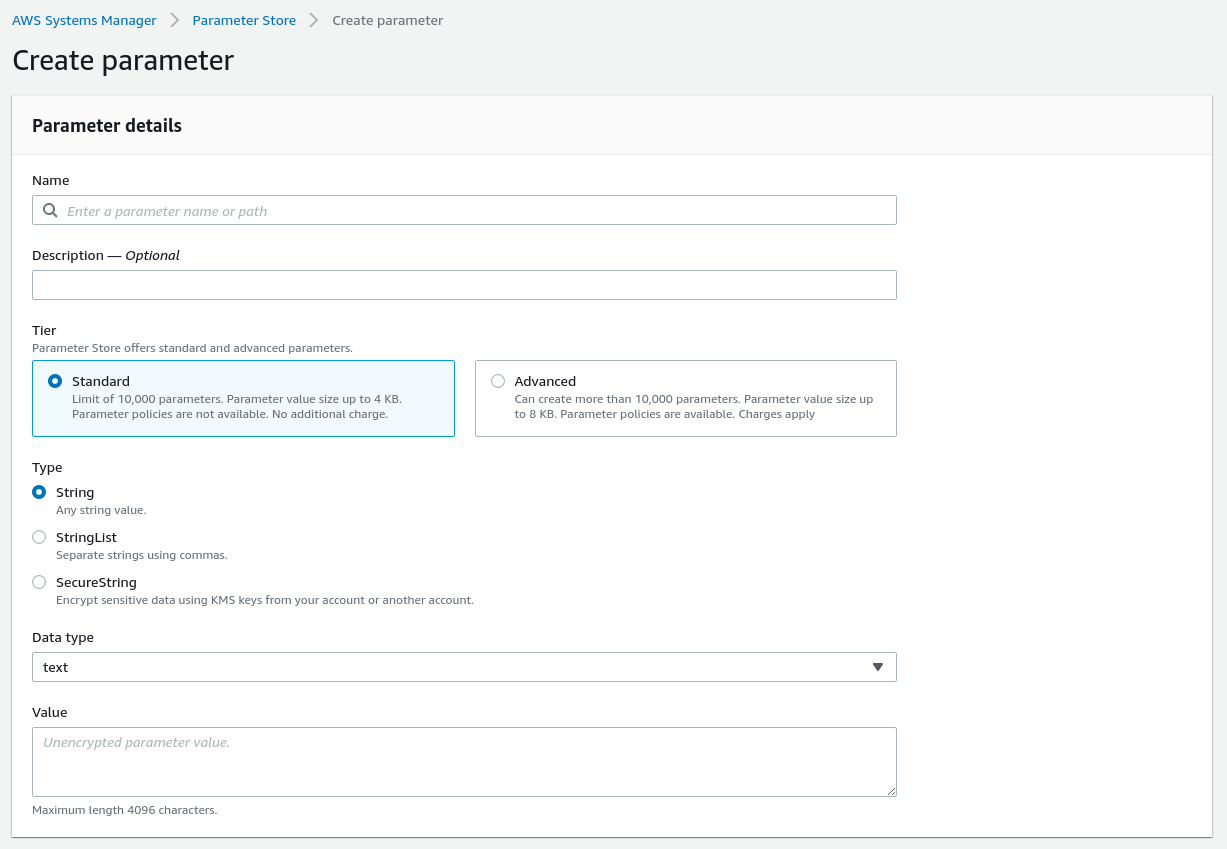 AWS Systems Manager > Parameter Store > Create parameter
Create parameter
Parameter details
Name
Enter a parameter name or path
Description — Optional
Tier
Parameter Store offers standard and advanced parameters.
Standard
Limit of 10,000 parameters. Parameter value size up to 4 KB.
Parameter policies are not available. No additional charge.
Advanced
Can create more than 10,000 parameters. Parameter value size up
to 8 KB. Parameter policies are available. Charges apply
Type
String
Any string value.
StringList
Separate strings using commas.
SecureString
Encrypt sensitive data using KMS keys from your account or another account.
Data type
text
Value
Unencrypted parameter value.
Maximum length 4096 characters.